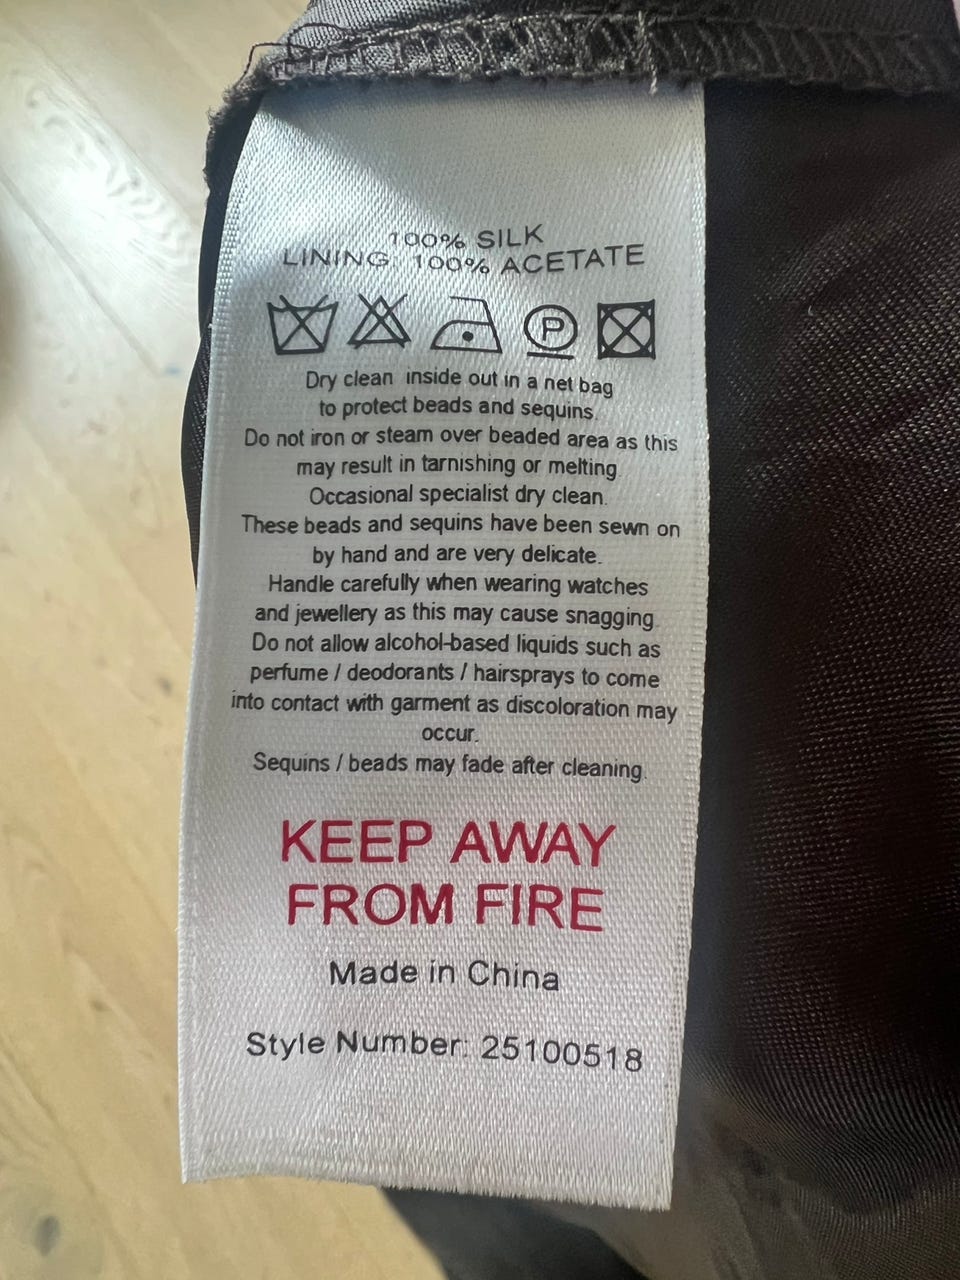 100% SILK
LINING: 100% ACETATE
P
Dry clean inside out in a net bag
to protect beads and sequins.
Do not iron or steam over beaded area as this
may result in tarnishing or melting.
Occasional specialist dry clean.
These beads and sequins have been sewn on
by hand and are very delicate.
Handle carefully when wearing watches
and jewellery as this may cause snagging.
Do not allow alcohol-based liquids such as
perfume / deodorants / hairsprays to come
into contact with garment as discoloration may
occur.
Sequins / beads may fade after cleaning.
KEEP AWAY
FROM FIRE
Made in China
Style Number: 25100518